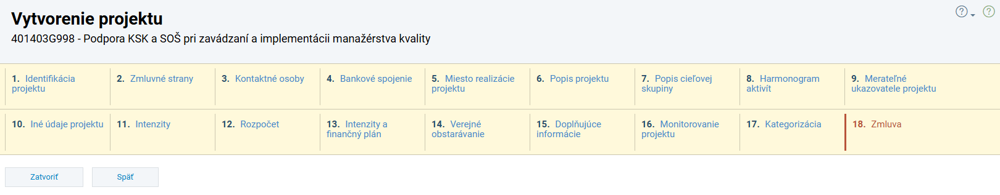 Vytvorenie projektu
401403G998 - Podpora KSK a SOŠ pri zavádzaní a implementácii manažérstva kvality
1. Identifikácia projektu
2. Zmluvné strany
3. Kontaktné osoby
4. Bankové spojenie
5. Miesto realizácie projektu
6. Popis projektu
7. Popis cieľovej skupiny
8. Harmonogram aktivít
9. Merateľné ukazovatele projektu
10. Iné údaje projektu
11. Intenzity
12. Rozpočet
13. Intenzity a finančný plán
14. Verejné obstarávanie
15. Doplňujúce informácie
16. Monitorovanie projektu
17. Kategorizácia
18. Zmluva
Zatvoriť
Späť